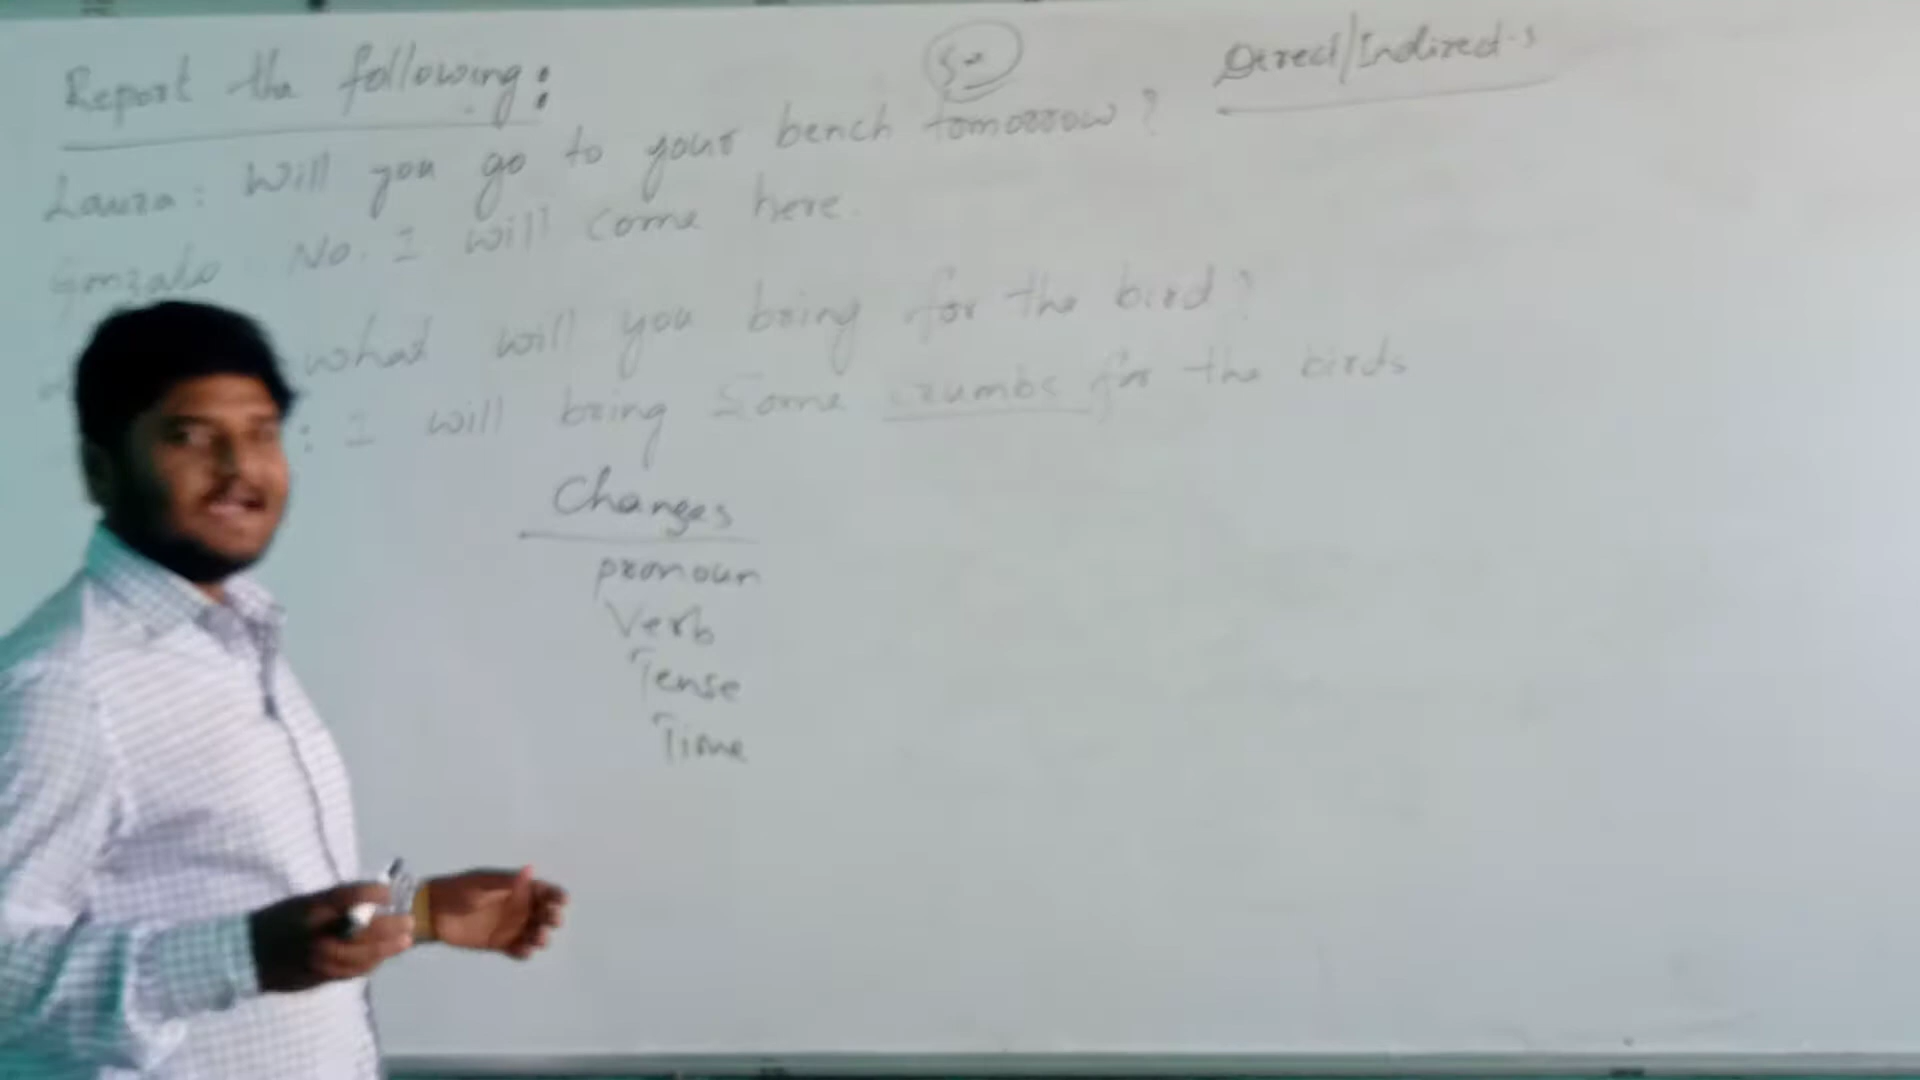 Report the following:
Direct/Indirect.s
Laura: Will you go to your bench tomorrow?
Gonzalo No. I will come here.
what will you bring for the bird?
: I will bring Some crumbs for the birds
Changes
pronoun
Verb
Tense
Time